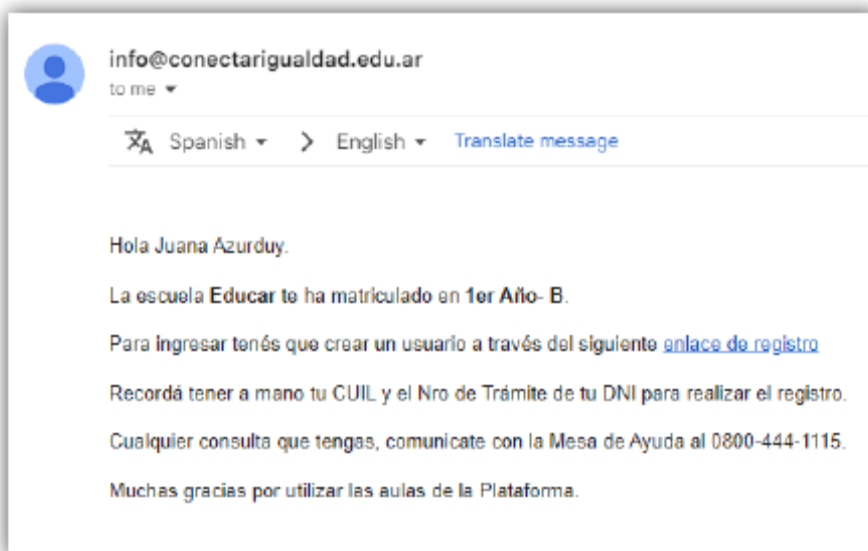 info@conectarigualdad.edu.ar
to me
Spanish > English Translate message
Hola Juana Azurduy.
La escuela Educar te ha matriculado en 1er Año- B.
Para ingresar tenés que crear un usuario a través del siguiente enlace de registro
Recordá tener a mano tu CUIL y el Nro de Trámite de tu DNI para realizar el registro.
Cualquier consulta que tengas, comunicate con la Mesa de Ayuda al 0800-444-1115.
Muchas gracias por utilizar las aulas de la Plataforma.